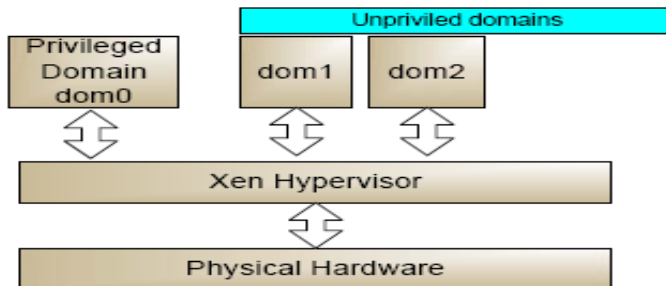 Unpriviled domains
Privileged
Domain
dom0
dom1
dom2
Xen Hypervisor
Physical Hardware